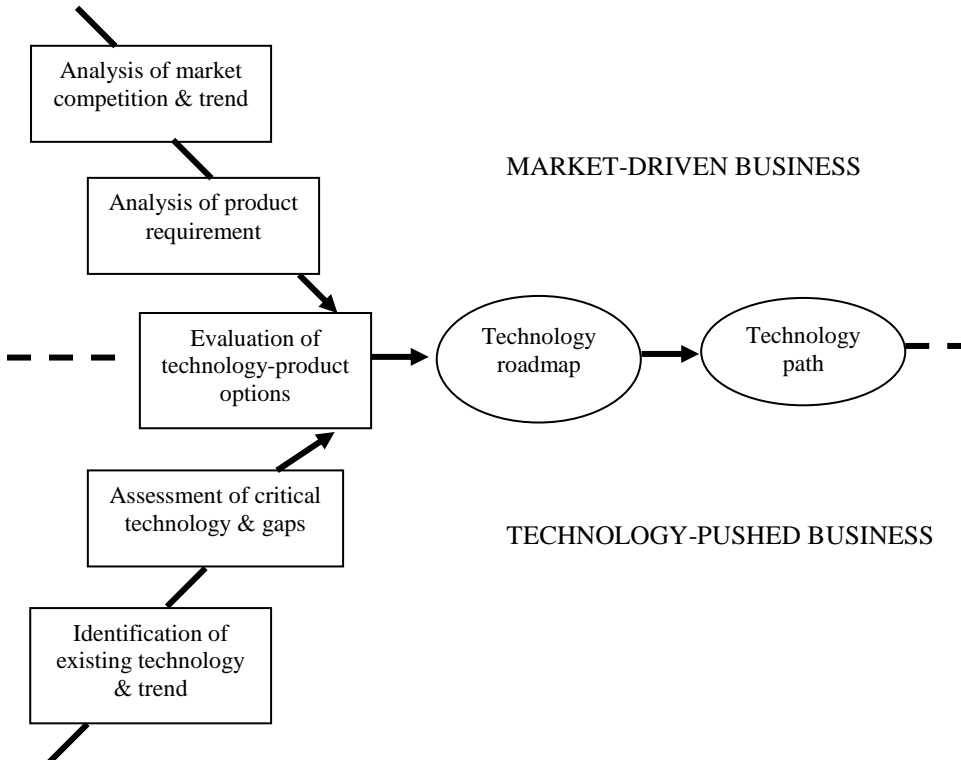 Analysis of market
competition & trend
MARKET-DRIVEN BUSINESS
Analysis of product
requirement
Evaluation of
technology-product
options
Technology
roadmap
Technology
path
Assessment of critical
technology & gaps
TECHNOLOGY-PUSHED BUSINESS
Identification of
existing technology
& trend